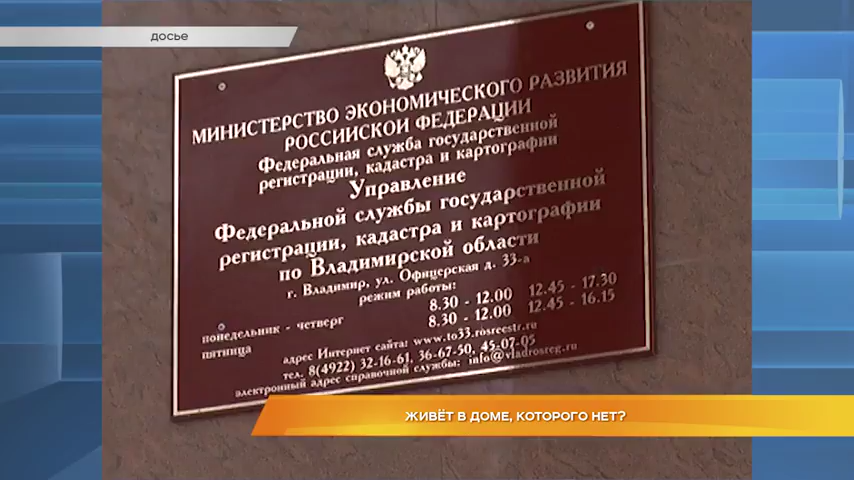 досье
МИНИСТЕРСТВО ЭКОНОМИЧЕСКОГО РАЗВИТИЯ
РОССИЙСКОЙ ФЕДЕРАЦИИ
Федеральная служба государственной
регистрации, кадастра и картографии
Управление
Федеральной службы государственной
регистрации, кадастра и картографии
по Владимирской области
г. Владимир, ул. Офицерская д. 33-а
режим работы:
понедельник - четверг 8.30 - 12.00 12.45 - 17.30
пятница 8.30 - 12.00 12.45 - 16.15
адрес Интернет сайта: www.to33.rosreestr.ru
тел. 8(4922) 32-16-61, 36-67-50, 45-07-05
электронный адрес справочной службы: info@vladrosreg.ru
ЖИВЁТ В ДОМЕ, КОТОРОГО НЕТ?